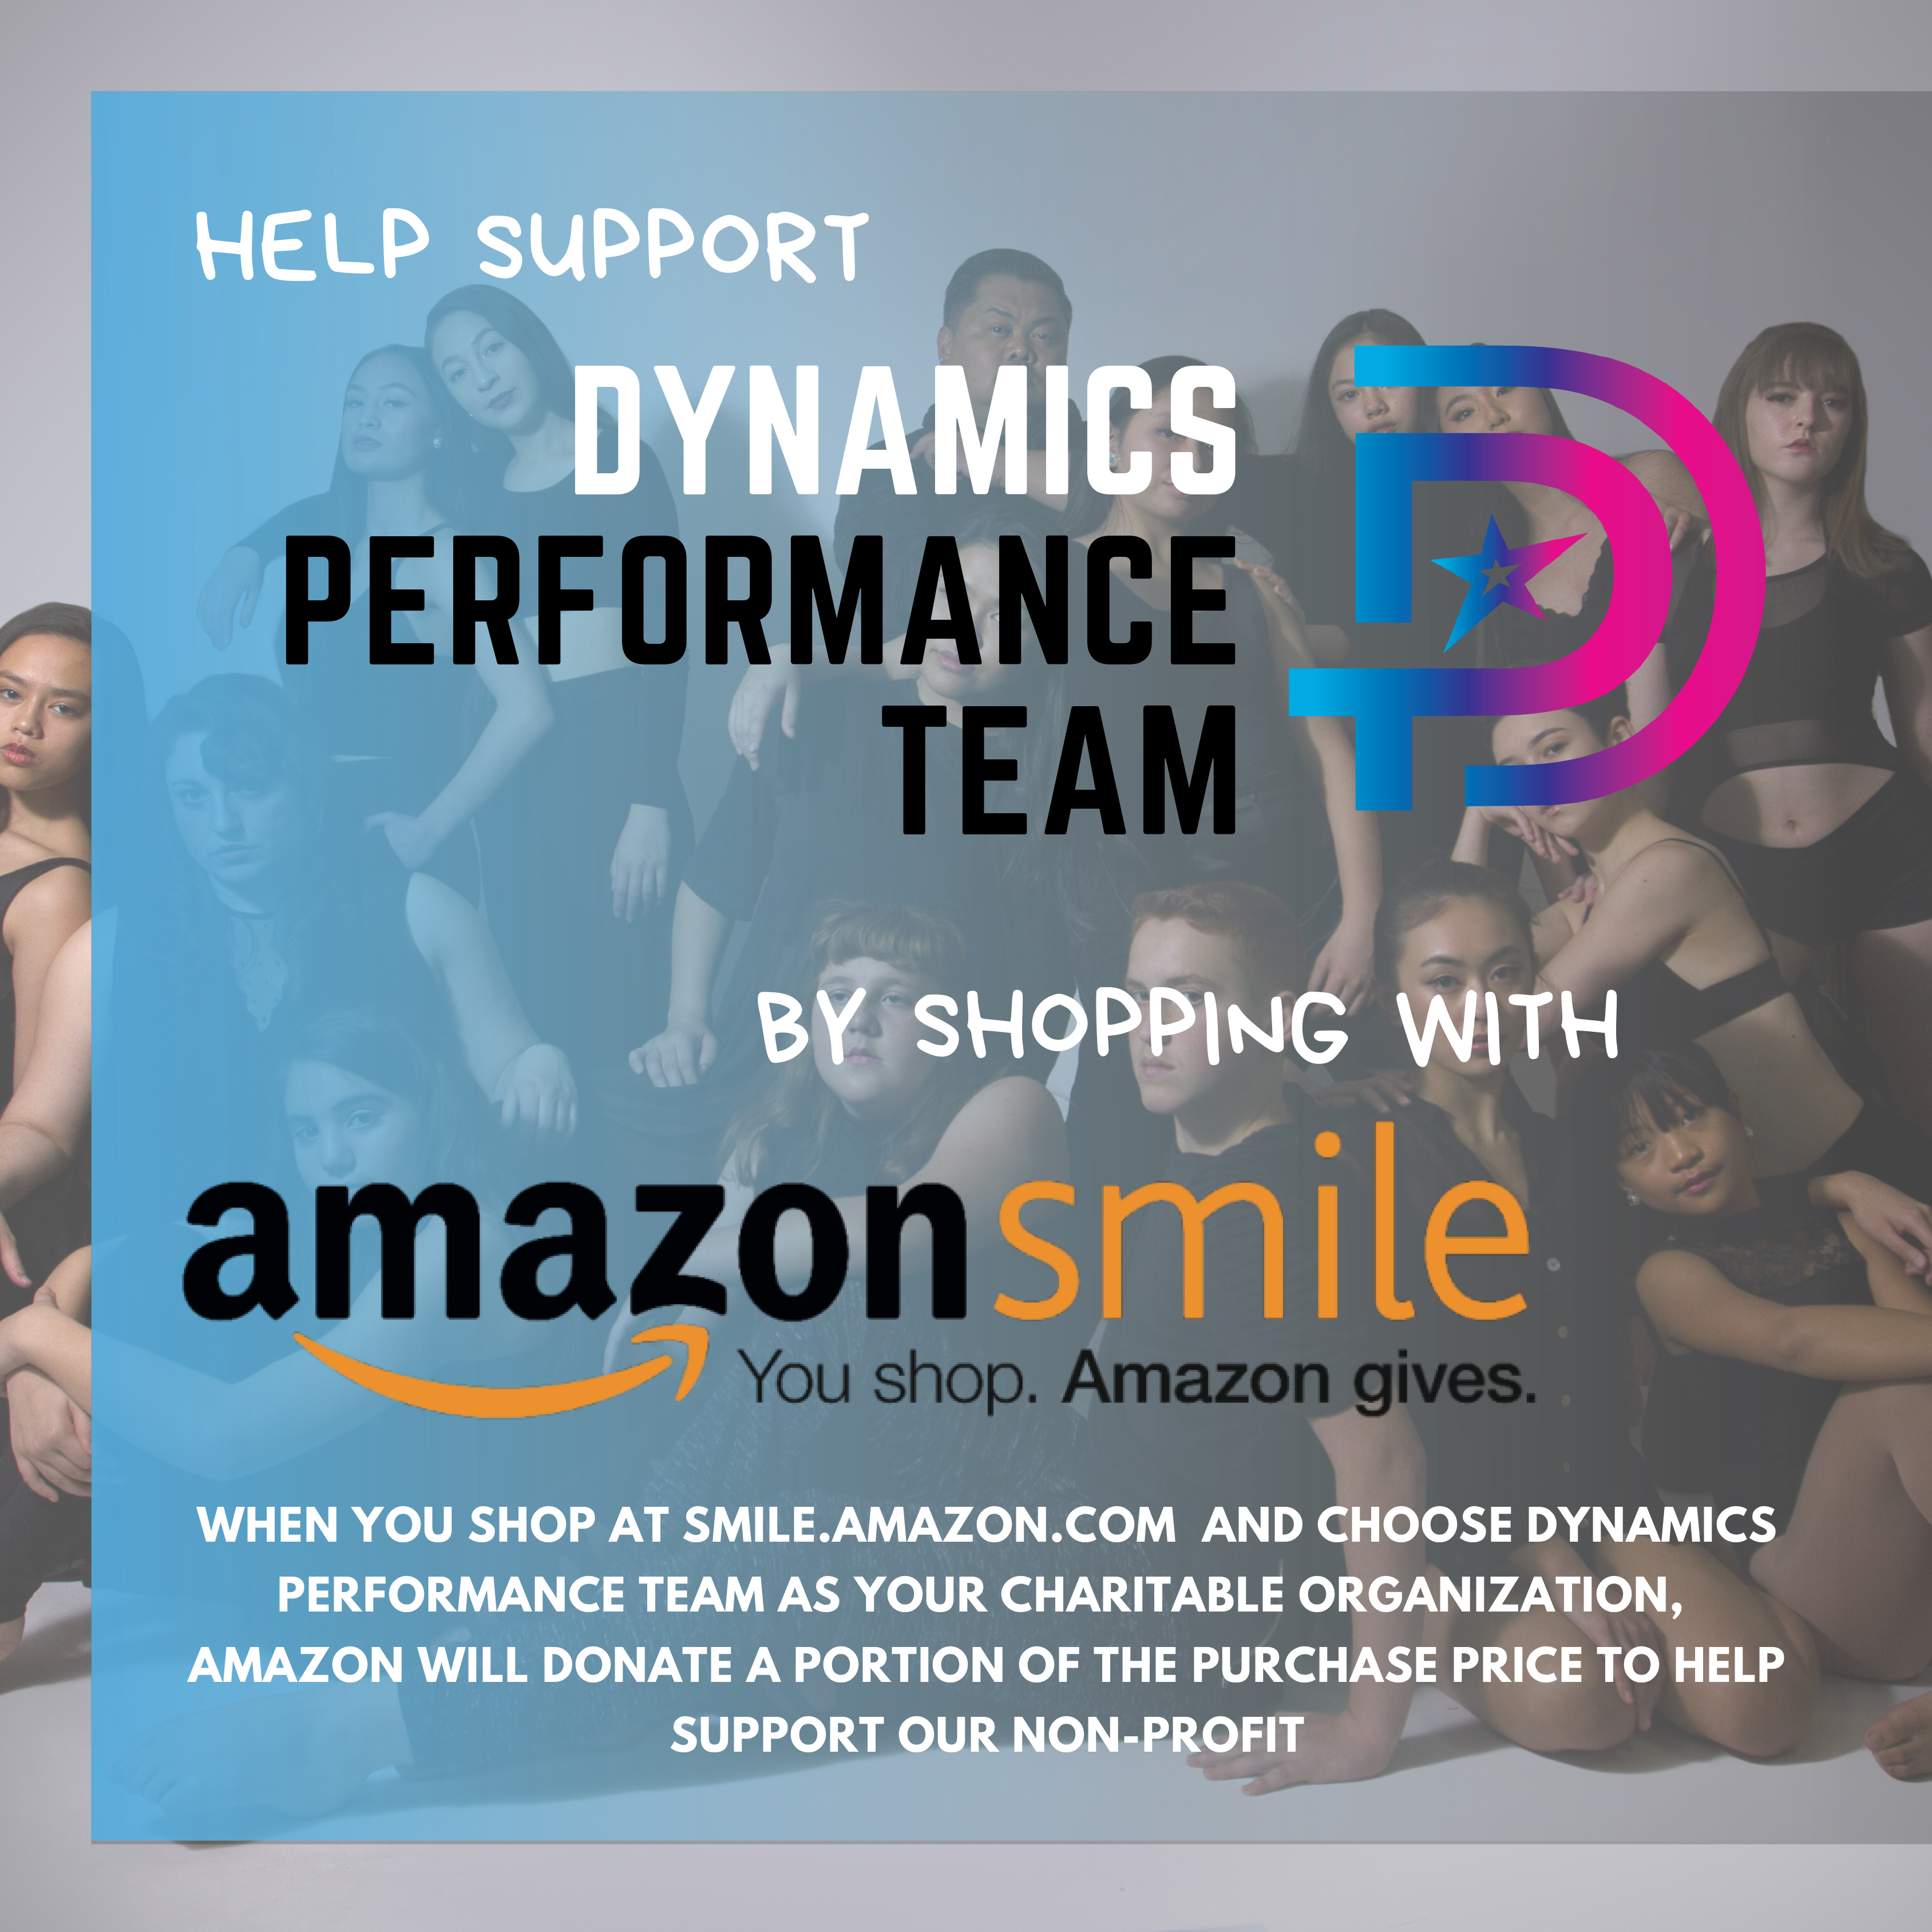 HELP SUPPORT
DYNAMICS
PERFORMANCE
TEAM
BY SHOPPING WITH
amazonsmile
You shop. Amazon gives.
WHEN YOU SHOP AT SMILE.AMAZON.COM AND CHOOSE DYNAMICS
PERFORMANCE TEAM AS YOUR CHARITABLE ORGANIZATION,
AMAZON WILL DONATE A PORTION OF THE PURCHASE PRICE TO HELP
SUPPORT OUR NON-PROFIT